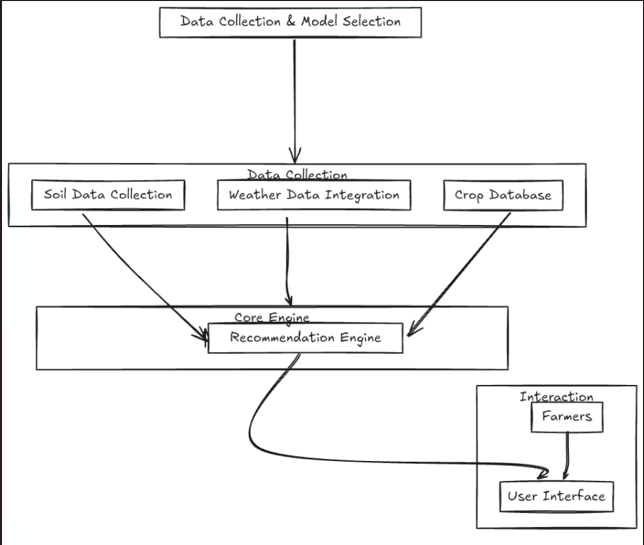 Data Collection & Model Selection
Data Collection
Soil Data Collection
Weather Data Integration
Crop Database
Core Engine
Recommendation Engine
Interaction
Farmers
User Interface